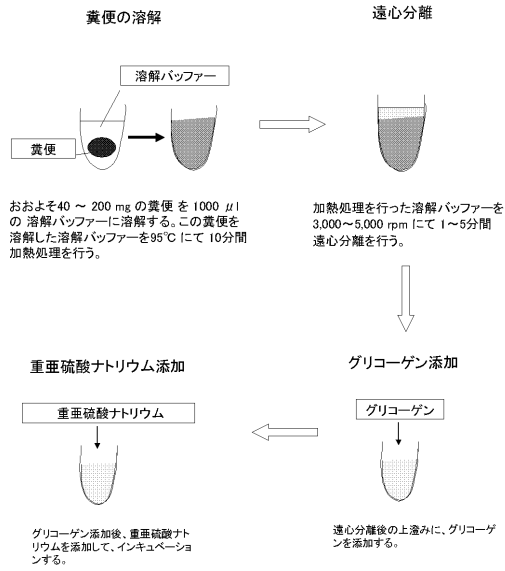 糞便の溶解
遠心分離
溶解バッファー
糞便
おおよそ40 ～ 200 mg の糞便 を 1000 μl
の 溶解バッファーに溶解する。この糞便を
溶解した溶解バッファーを95℃ にて 10分間
加熱処理を行う。
加熱処理を行った溶解バッファーを
3,000～5,000 rpm にて 1～5分間
遠心分離を行う。
重亜硫酸ナトリウム添加
グリコーゲン添加
重亜硫酸ナトリウム
グリコーゲン
グリコーゲン添加後、重亜硫酸ナト
リウムを添加して、インキュベーショ
ンする。
遠心分離後の上澄みに、グリコーゲ
ンを添加する。